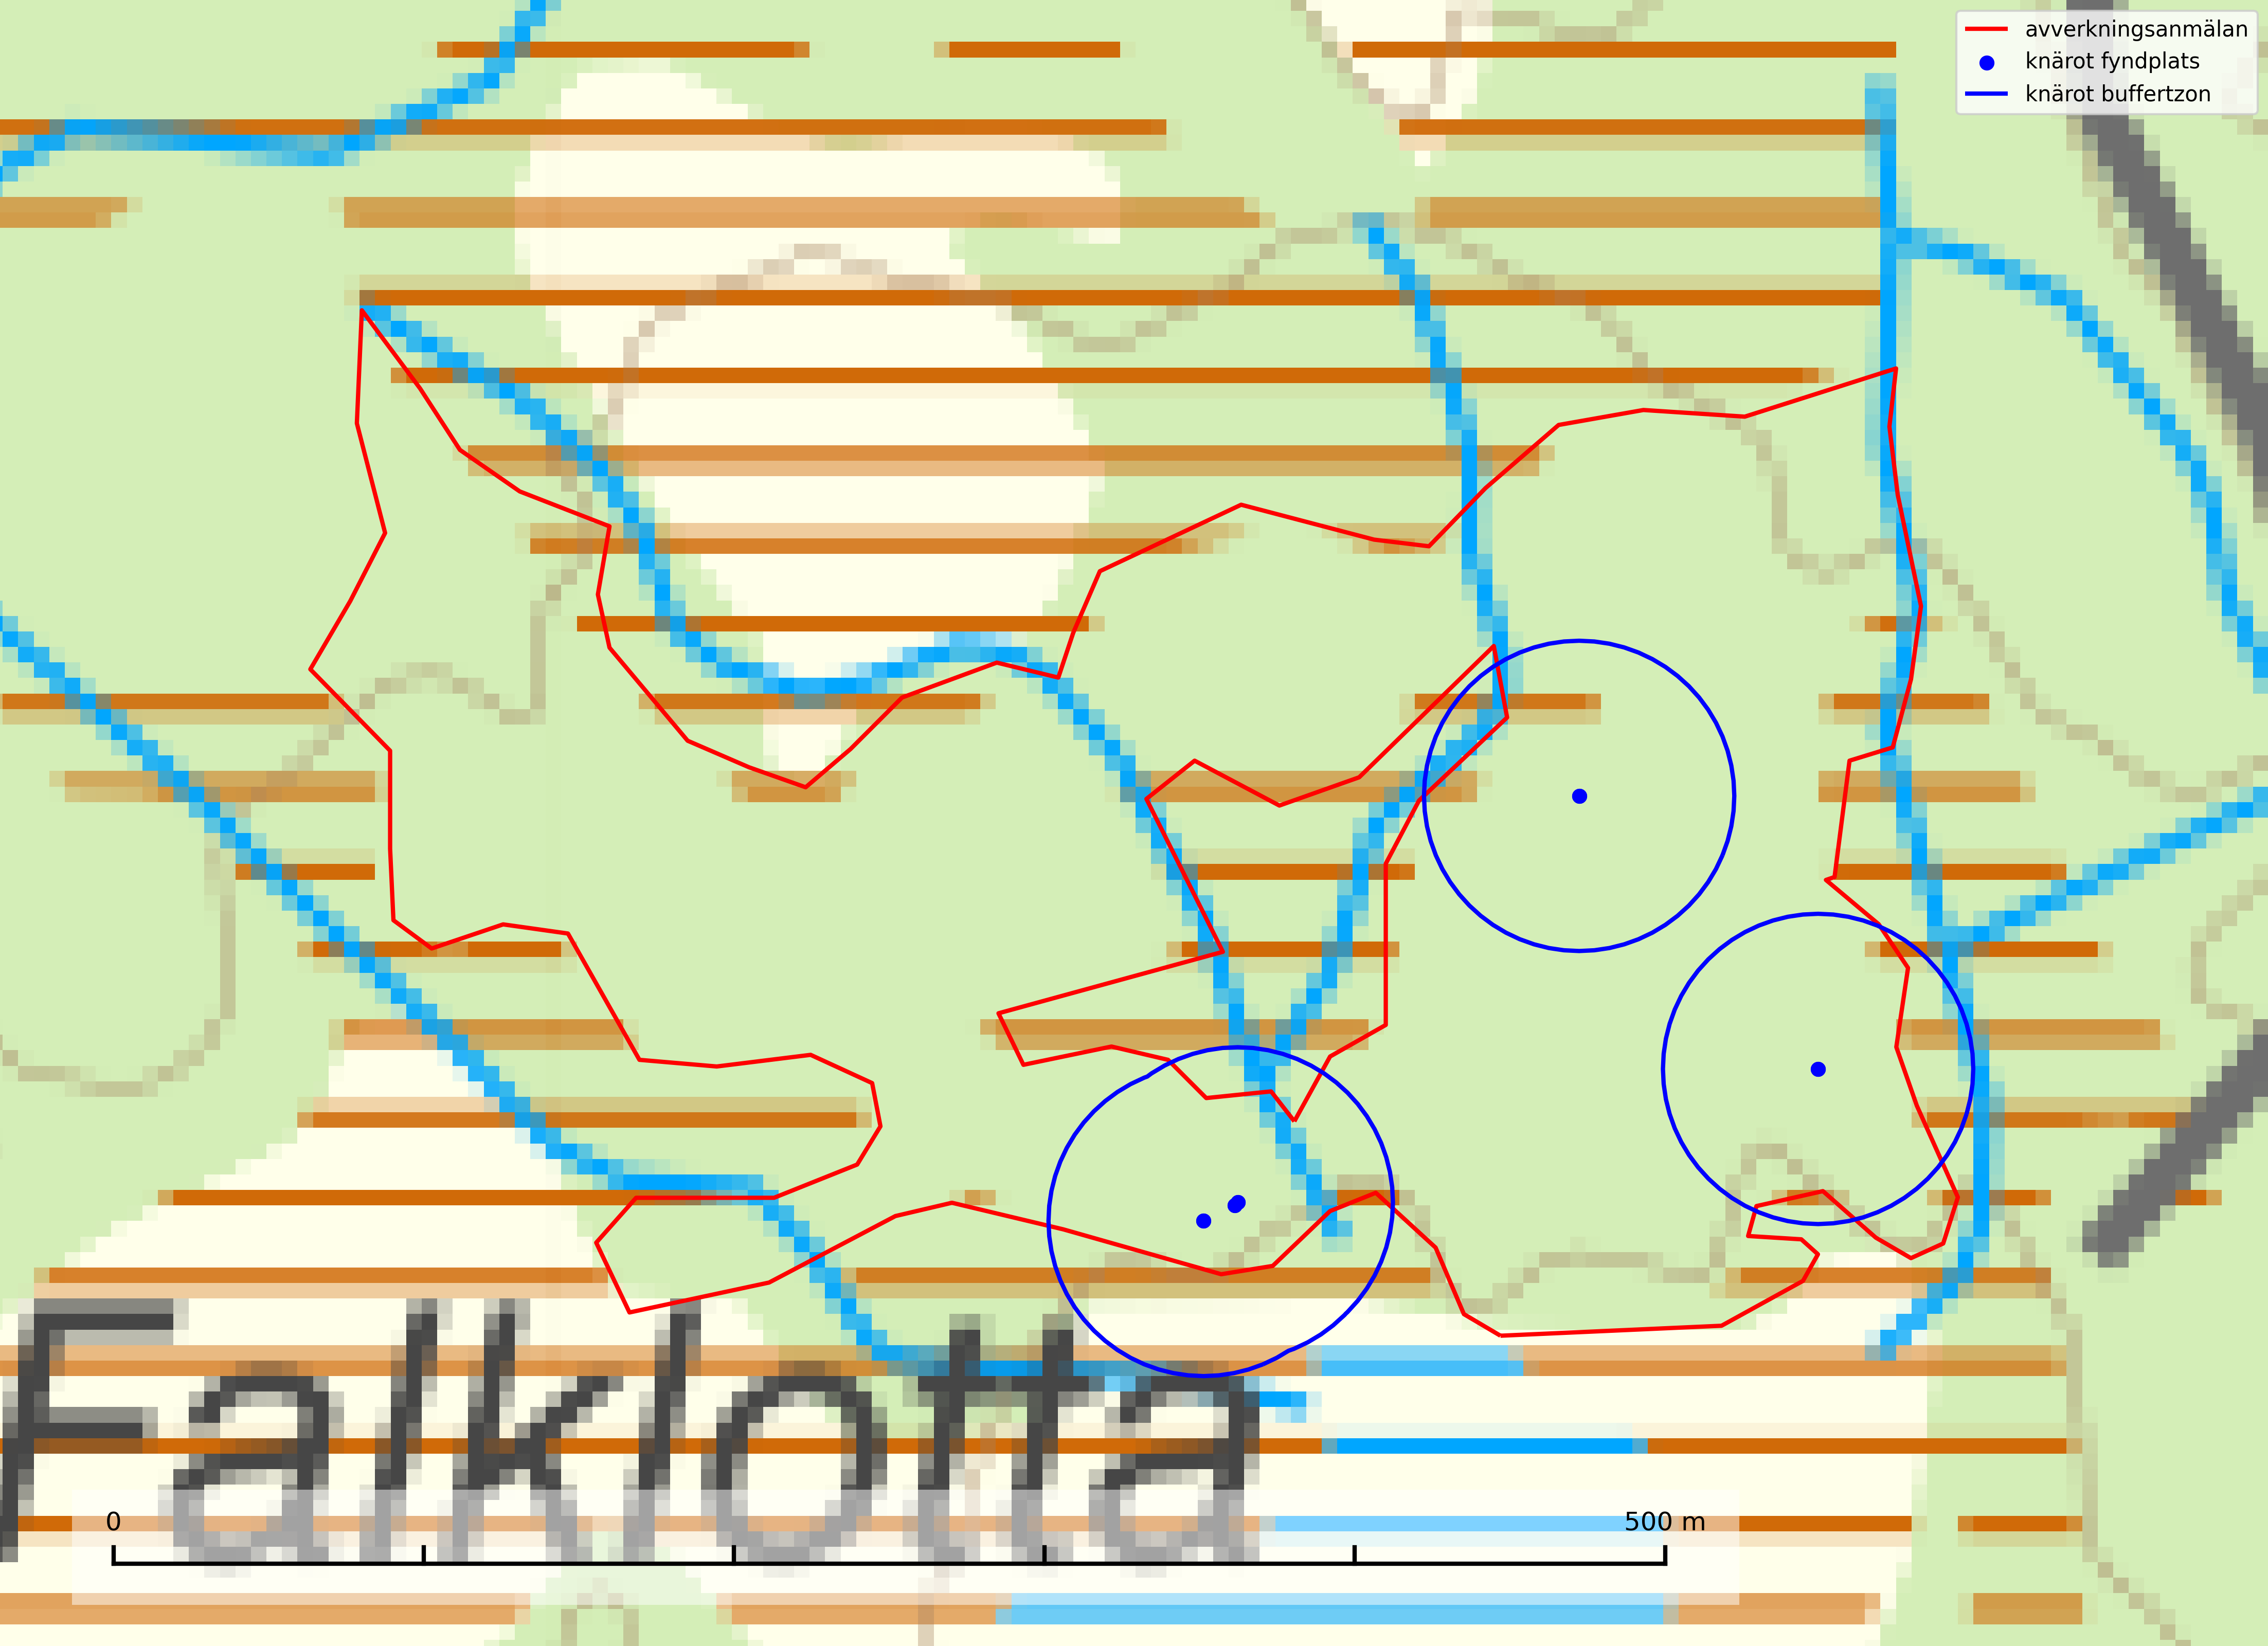 avverkningsanmälan
knärot fyndplats
knärot buffertzon
Falklotta
0 500 m